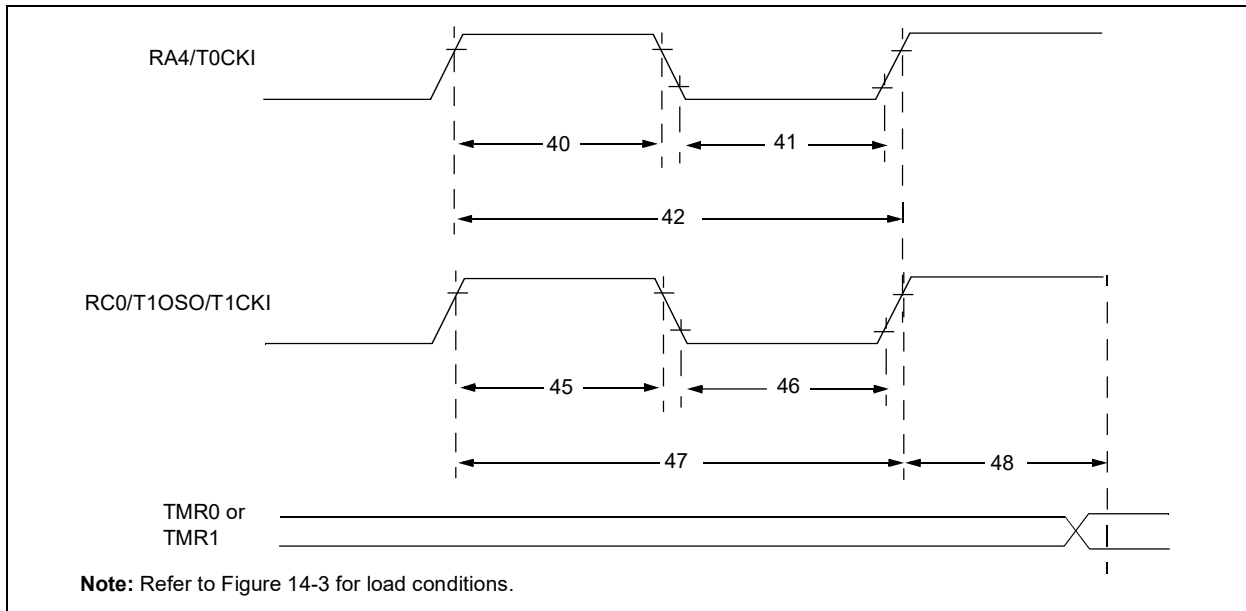 RA4/T0CKI
40
41
42
RC0/T1OSO/T1CKI
45
46
47
48
TMR0 or
TMR1
Note: Refer to Figure 14-3 for load conditions.